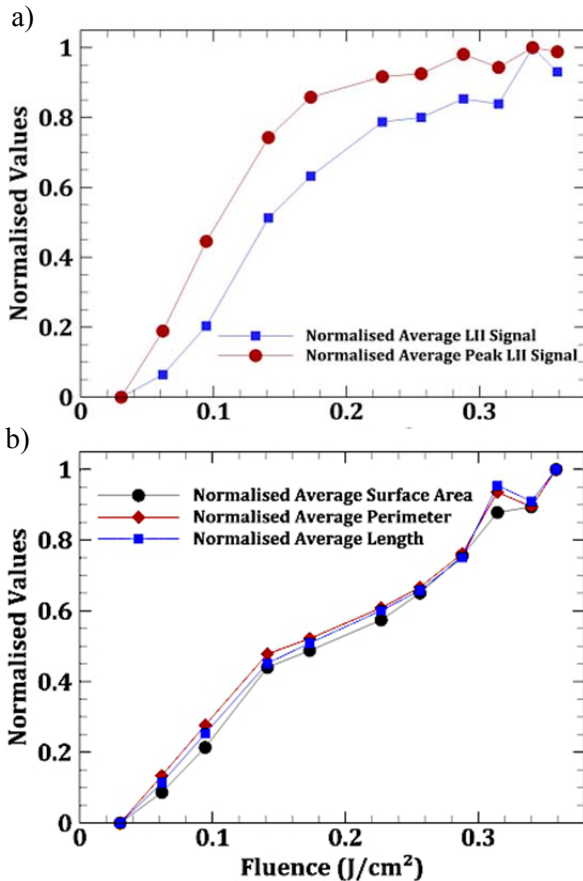 a)
1
0.8
0.6
0.4
0.2
0
Normalised Values
Normalised Average LII Signal
Normalised Average Peak LII Signal
0 0.1 0.2 0.3
b)
1
0.8
0.6
0.4
0.2
0
Normalised Values
Normalised Average Surface Area
Normalised Average Perimeter
Normalised Average Length
0 0.1 0.2 0.3
Fluence (J/cm²)